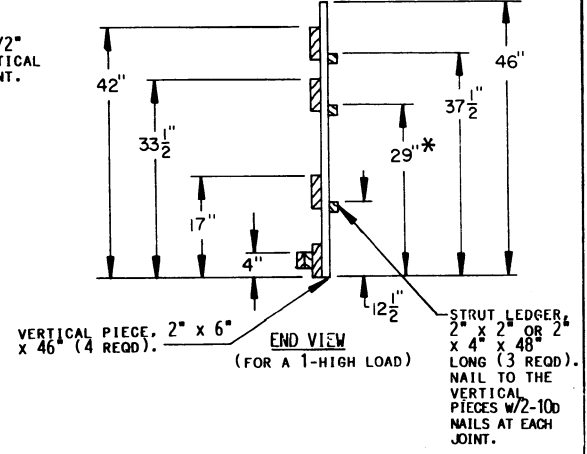 /2"
TICAL
NT.
42"
46"
37 1/2"
33 1/2"
29"*
17"
4"
12 1/2"
VERTICAL PIECE, 2" x 6"
x 46" (4 REQD).
END VIEW
(FOR A 1-HIGH LOAD)
STRUT LEDGER,
2" x 2" OR 2"
x 4" x 48"
LONG (3 REQD).
NAIL TO THE
VERTICAL
PIECES W/2-10D
NAILS AT EACH
JOINT.